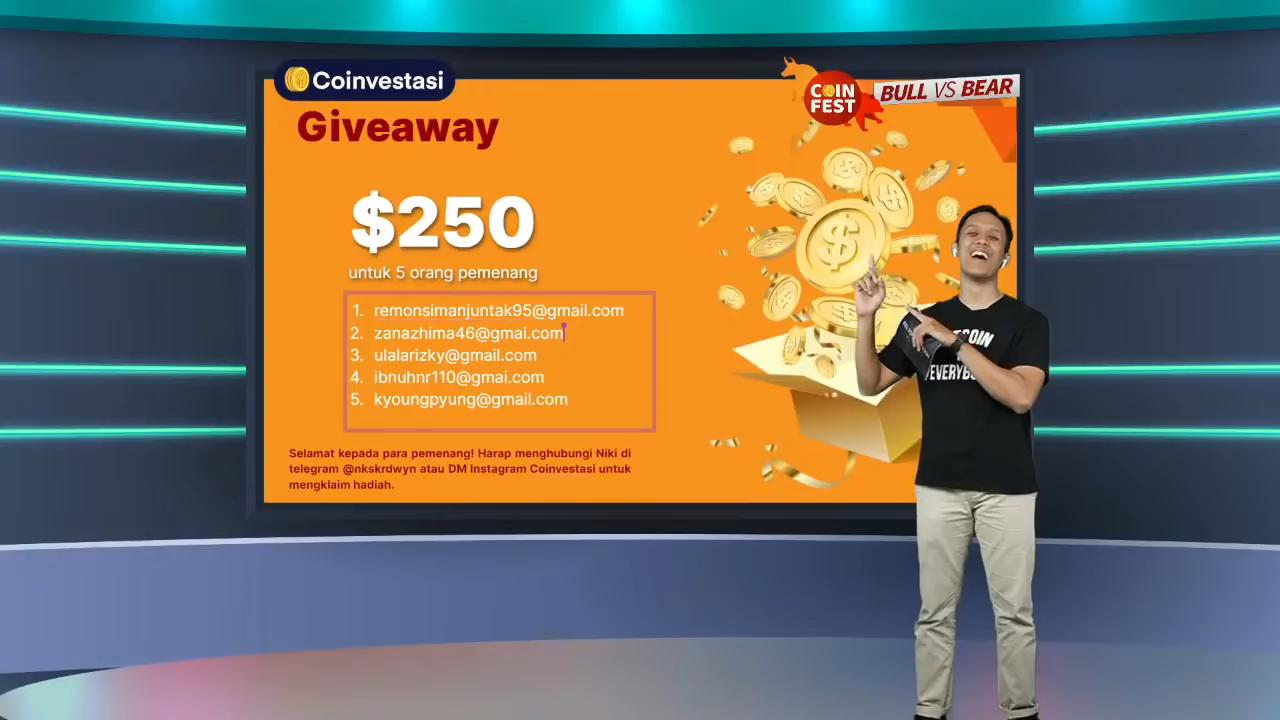 Coinvestasi
COIN
FEST
BULL VS BEAR
Giveaway
$250
untuk 5 orang pemenang
1. remonsimanjuntak95@gmail.com
2. zanazhima46@gmai.com
3. ulalarizky@gmail.com
4. ibnuhnr110@gmai.com
5. kyoungpyung@gmail.com
Selamat kepada para pemenang! Harap menghubungi Niki di
telegram @nkskrdwyn atau DM Instagram Coinvestasi untuk
mengklaim hadiah.